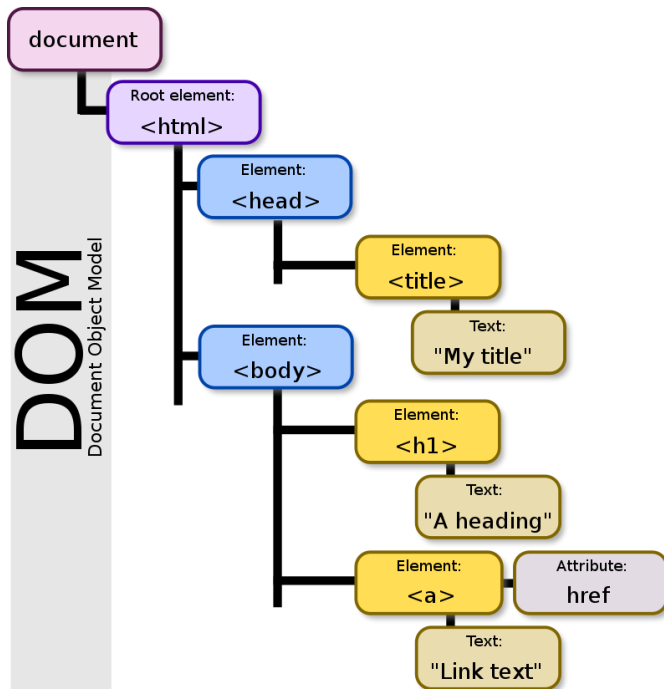 document
Root element:
<html>
Element:
<head>
Element:
<title>
Text:
"My title"
Element:
<body>
Element:
<h1>
Text:
"A heading"
Element:
<a>
Attribute:
href
Text:
"Link text"
DOM
Document Object Model